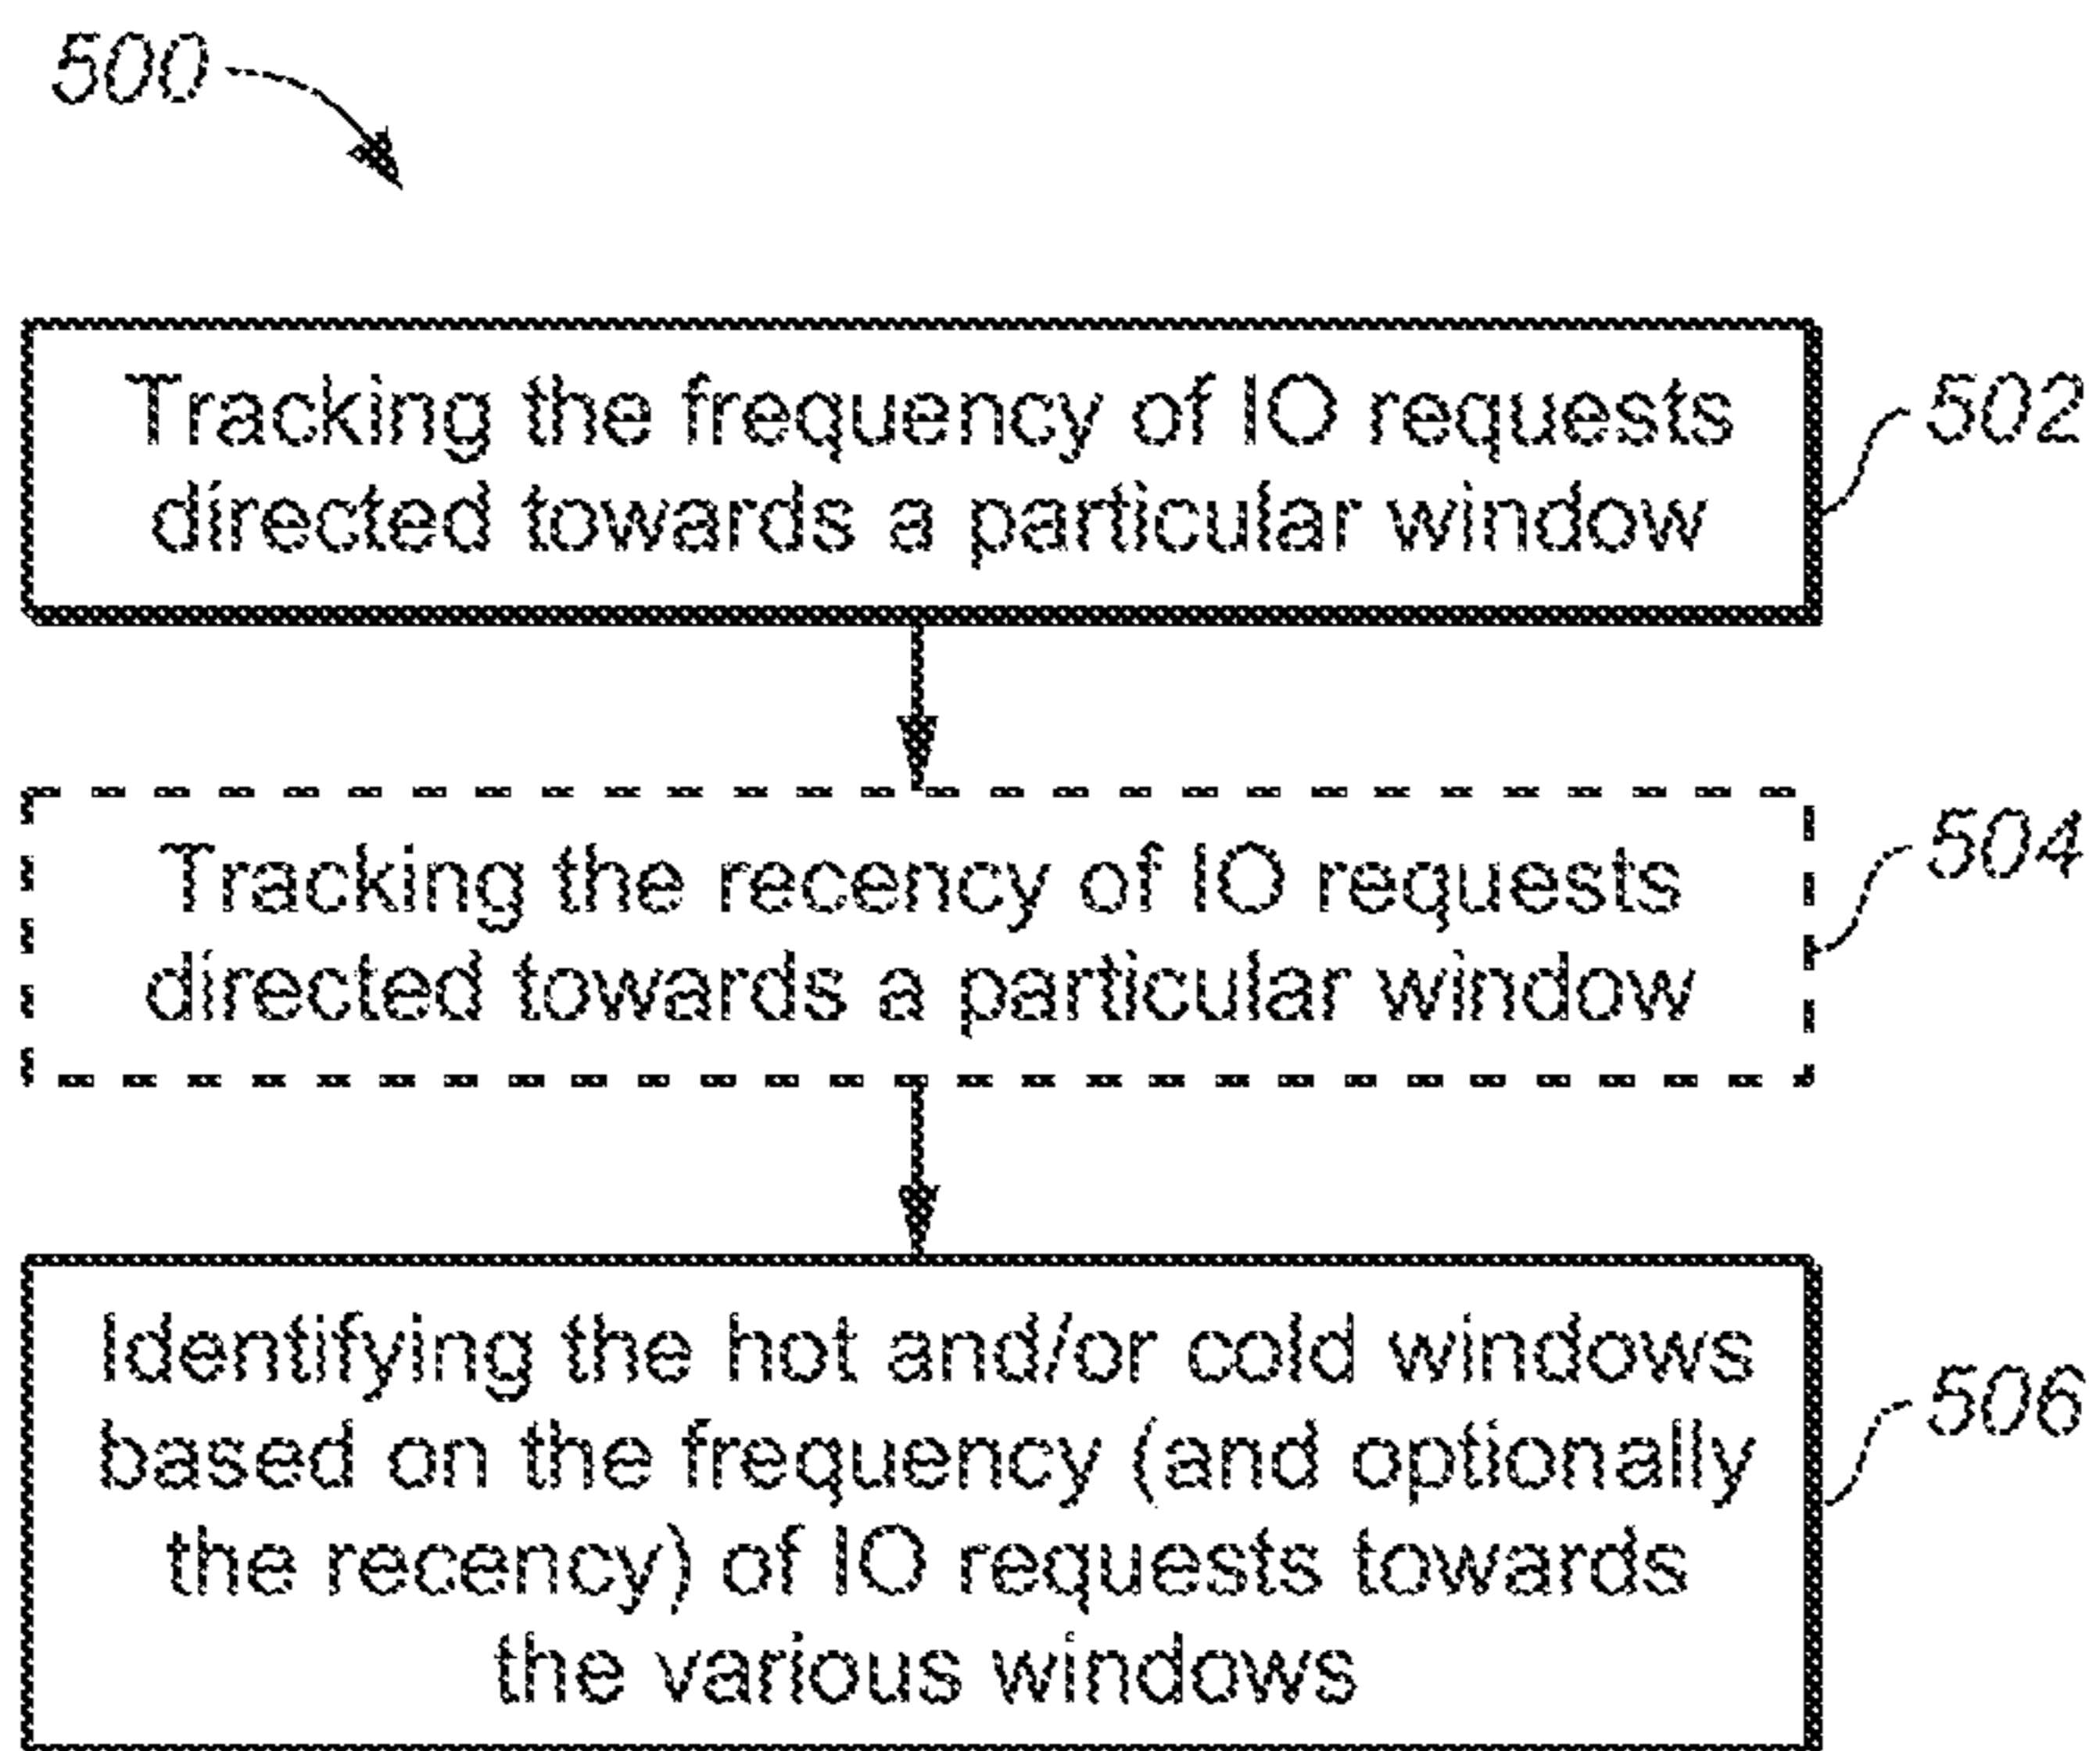 500
Tracking the frequency of IO requests
directed towards a particular window
502
Tracking the recency of IO requests
directed towards a particular window
504
Identifying the hot and/or cold windows
based on the frequency (and optionally
the recency) of IO requests towards
the various windows
506